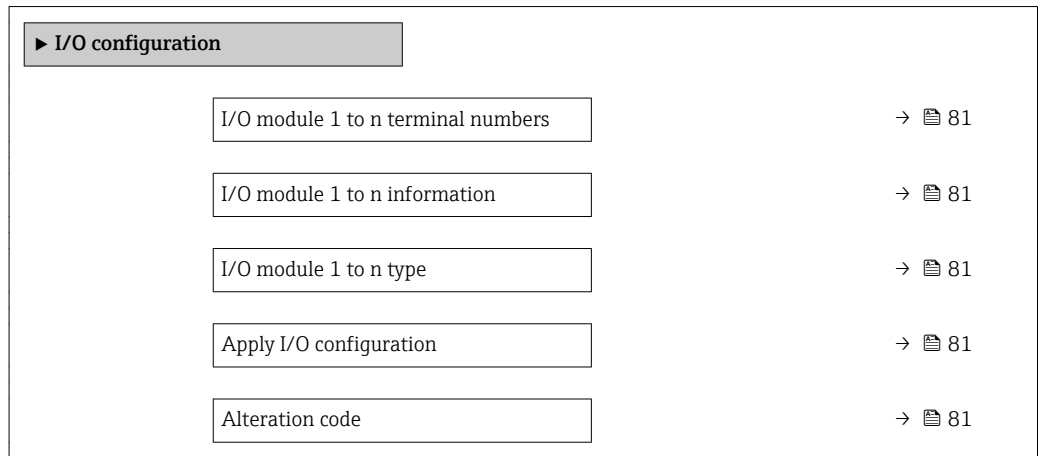 ▶ I/O configuration
I/O module 1 to n terminal numbers → 81
I/O module 1 to n information → 81
I/O module 1 to n type → 81
Apply I/O configuration → 81
Alteration code → 81